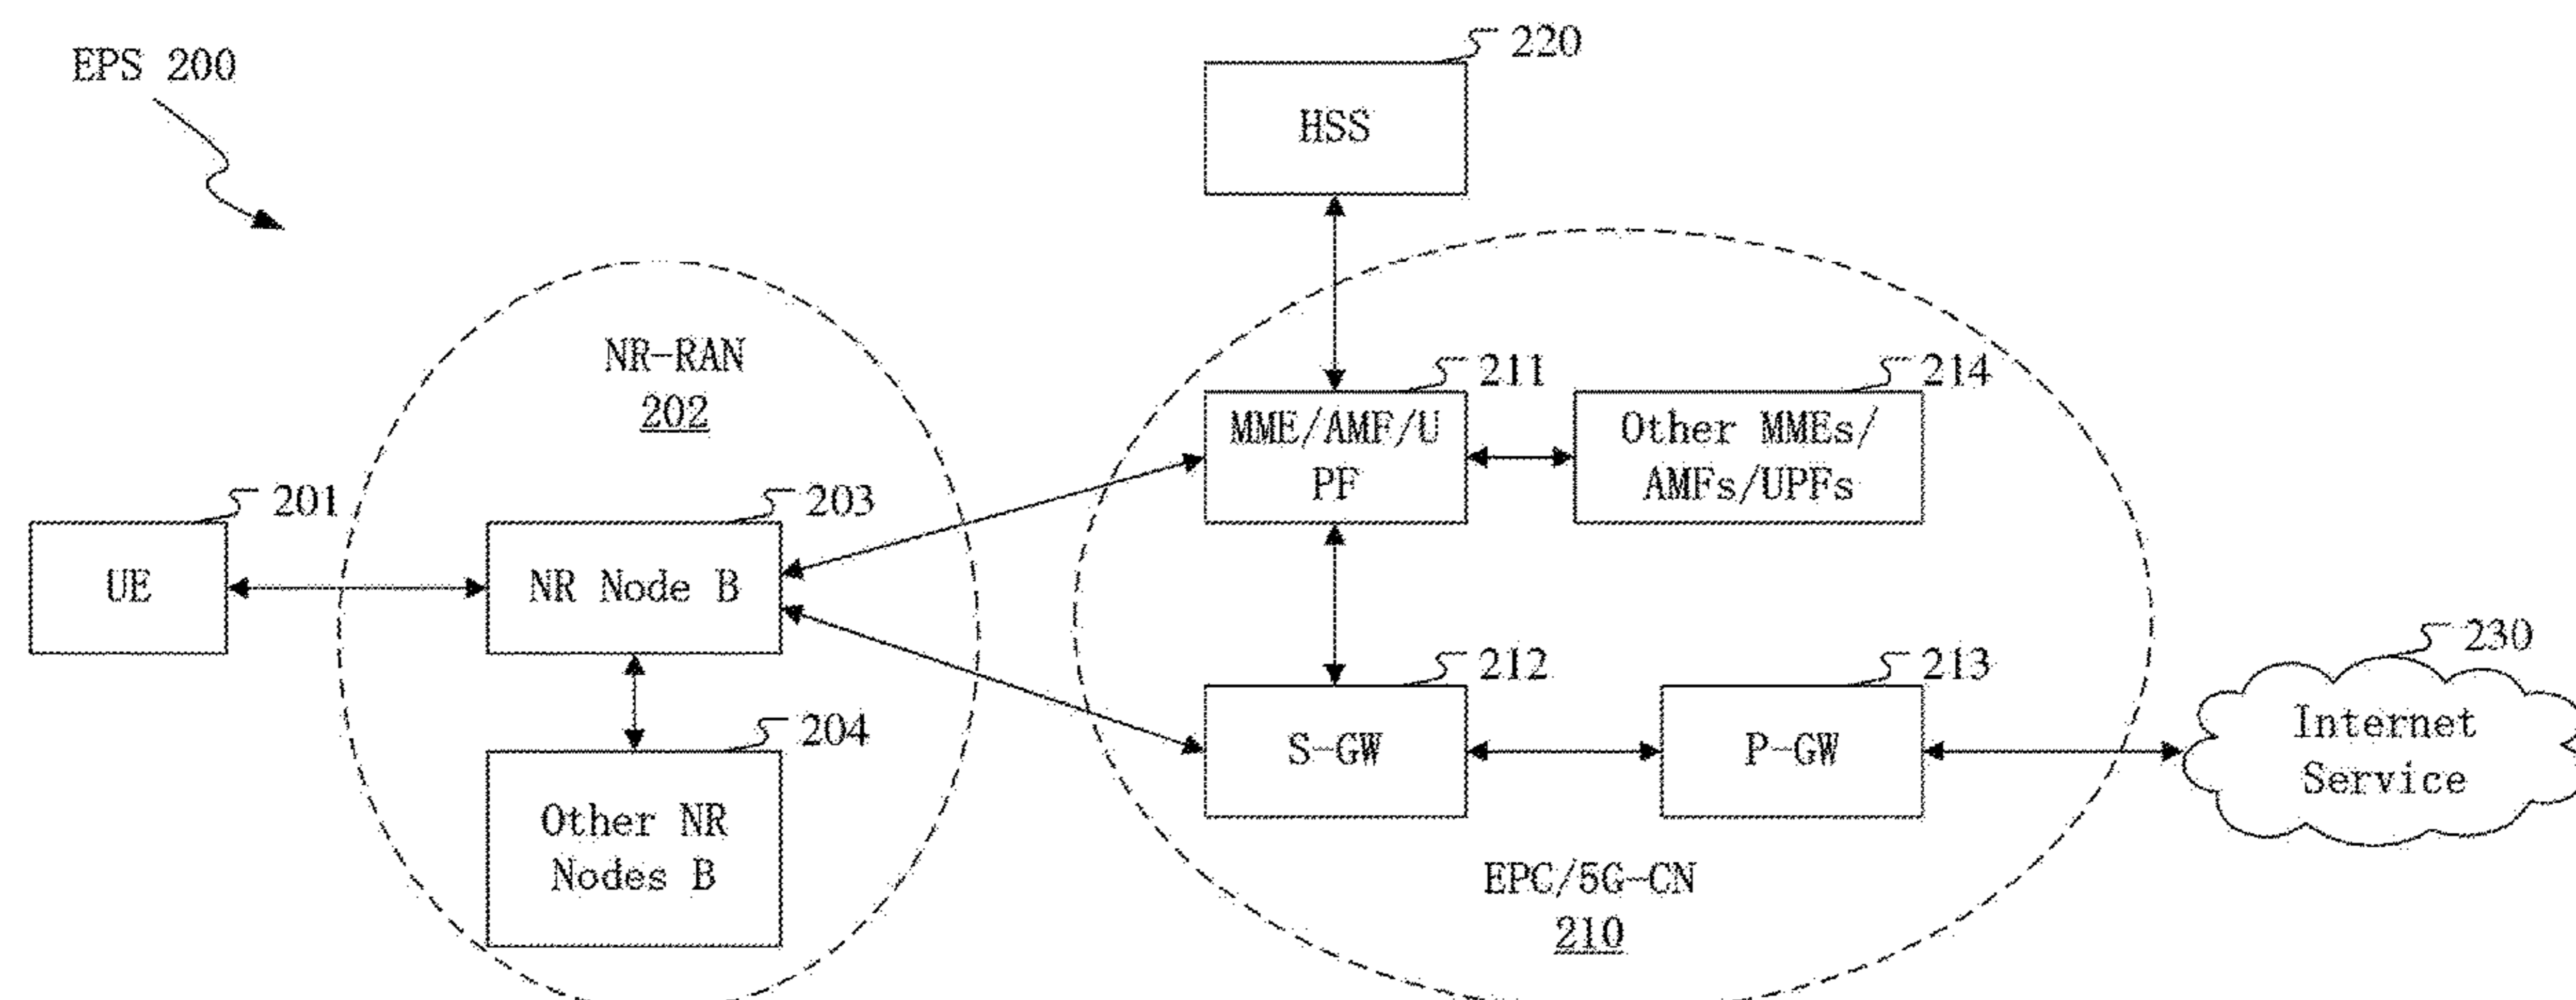 EPS 200
220
HSS
NR-RAN
202
211
214
MME/AMF/U
PF
Other MMEs/
AMFs/UPFs
201
203
UE
NR Node B
204
Other NR
Nodes B
212
213
S-GW
P-GW
230
Internet
Service
EPC/5G-CN
210